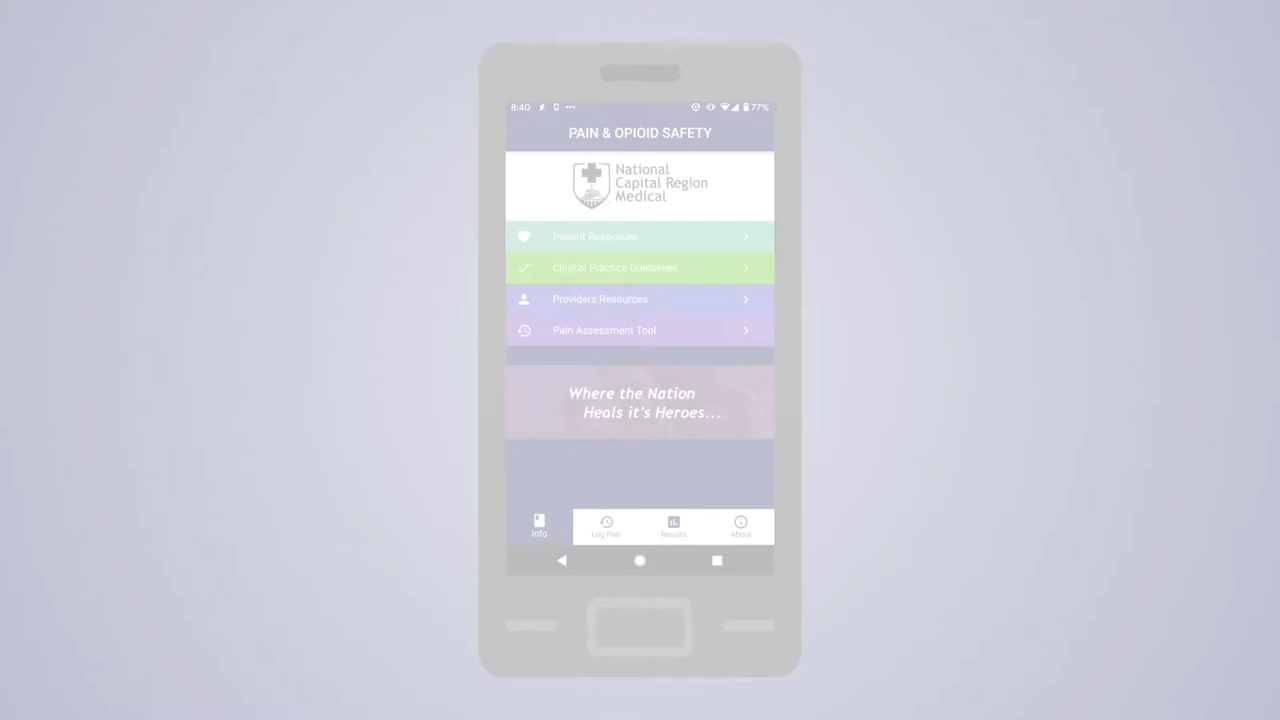 8:40
77%
PAIN & OPIOID SAFETY
National
Capital Region
Medical
Patient Resources
Clinical Practice Guidelines
Providers Resources
Pain Assessment Tool
Where the Nation
Heals it's Heroes...
Info
Log Pain
Results
About